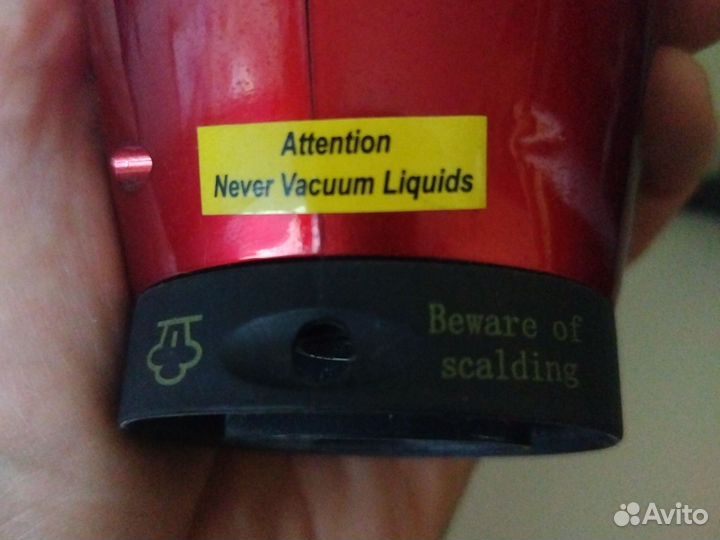 Attention
Never Vacuum Liquids
Beware of
scalding
Avito